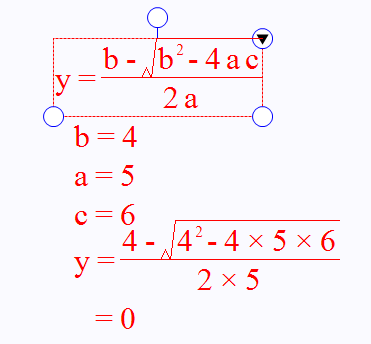 y = (b - √(b² - 4 a c)) / (2 a)
b = 4
a = 5
c = 6
y = (4 - √(4² - 4 × 5 × 6)) / (2 × 5)
= 0